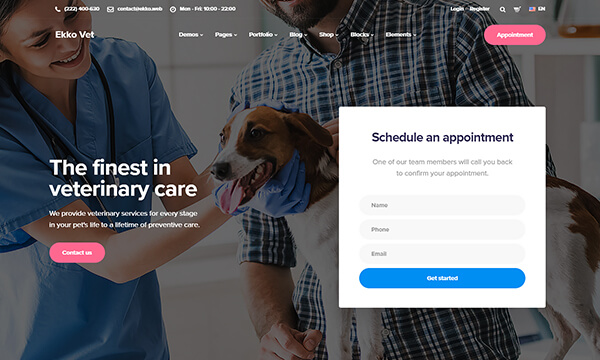 (222) 400-630 contact@ekko.web Mon - Fri: 10:00 - 22:00 Login - Register EN
Ekko Vet Demos Pages Portfolio Blog Shop Blocks Elements Appointment
Schedule an appointment
One of our team members will call you back
to confirm your appointment.
The finest in
veterinary care
We provide veterinary services for every stage
in your pet's life to a lifetime of preventive care.
Contact us
Name
Phone
Email
Get started